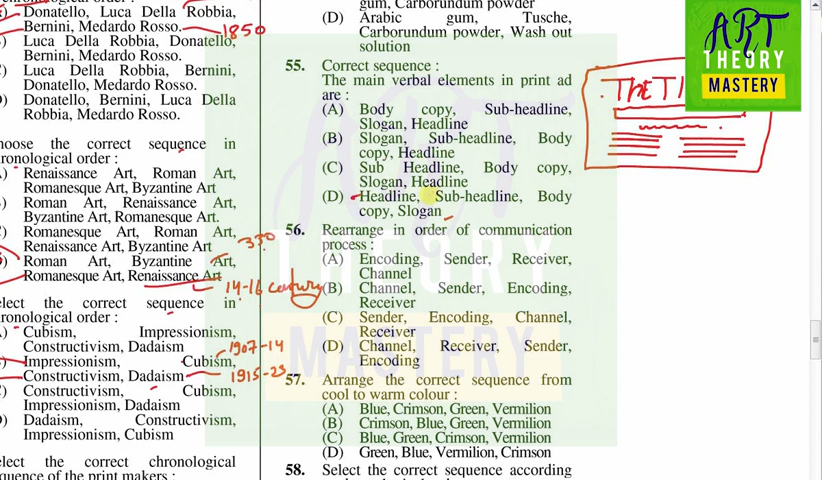 Donatello, Luca Della Robbia,
Bernini, Medardo Rosso.
1850
Luca Della Robbia, Donatello,
Bernini, Medardo Rosso.
Luca Della Robbia, Bernini,
Donatello, Medardo Rosso.
Donatello, Bernini, Luca Della
Robbia, Medardo Rosso.
hoose the correct sequence in
ronological order :
Renaissance Art, Roman Art,
Romanesque Art, Byzantine Art
Roman Art, Renaissance Art,
Byzantine Art, Romanesque Art.
Romanesque Art, Roman Art,
Renaissance Art, Byzantine Art
Roman Art, Byzantine Art,
Romanesque Art, Renaissance Art
330
14-16 century
elect the correct sequence in
ronological order :
Cubism, Impressionism,
Constructivism, Dadaism
Impressionism, Cubism,
Constructivism, Dadaism
1907-14
1915-23
Constructivism, Cubism,
Impressionism, Dadaism
Dadaism, Constructivism,
Impressionism, Cubism
elect the correct chronological
quence of the print makers :
gum, Carborundum powder
(D) Arabic gum, Tusche,
Carborundum powder, Wash out
solution
55. Correct sequence :
The main verbal elements in print ad
are :
(A) Body copy, Sub-headline,
Slogan, Headline
(B) Slogan, Sub-headline, Body
copy, Headline
(C) Sub Headline, Body copy,
Slogan, Headline
(D) Headline, Sub-headline, Body
copy, Slogan
56. Rearrange in order of communication
process :
(A) Encoding, Sender, Receiver,
Channel
(B) Channel, Sender, Encoding,
Receiver
(C) Sender, Encoding, Channel,
Receiver
(D) Channel, Receiver, Sender,
Encoding
57. Arrange the correct sequence from
cool to warm colour :
(A) Blue, Crimson, Green, Vermilion
(B) Crimson, Blue, Green, Vermilion
(C) Blue, Green, Crimson, Vermilion
(D) Green, Blue, Vermilion, Crimson
58. Select the correct sequence according
THE TI
ART
THEORY
MASTERY
ART
THEORY
MASTERY